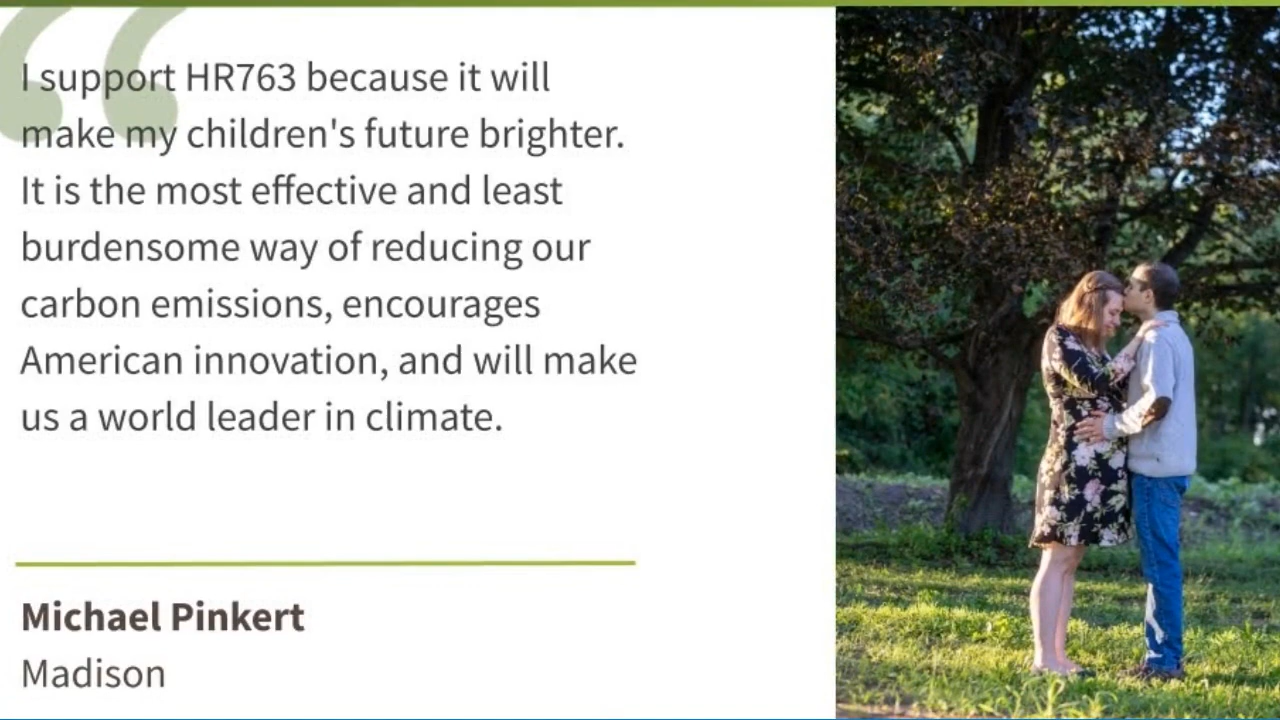 I support HR763 because it will
make my children's future brighter.
It is the most effective and least
burdensome way of reducing our
carbon emissions, encourages
American innovation, and will make
us a world leader in climate.
Michael Pinkert
Madison